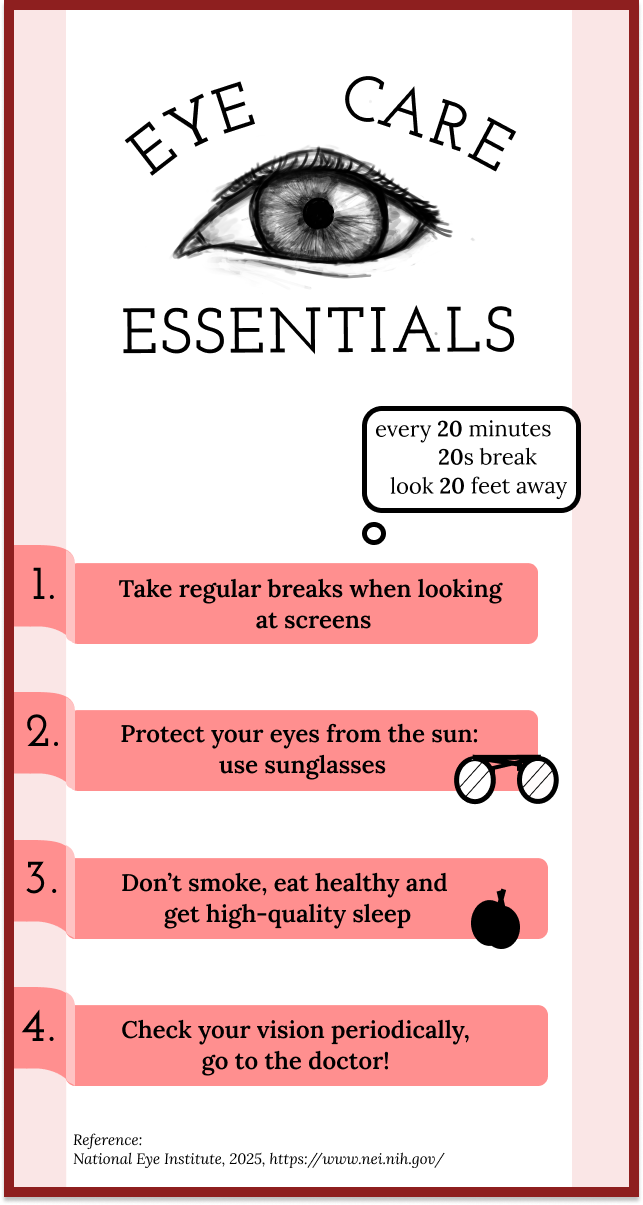 EYE CARE
ESSENTIALS
every 20 minutes
20s break
look 20 feet away
1.
Take regular breaks when looking
at screens
2.
Protect your eyes from the sun:
use sunglasses
3.
Don’t smoke, eat healthy and
get high-quality sleep
4.
Check your vision periodically,
go to the doctor!
Reference:
National Eye Institute, 2025, https://www.nei.nih.gov/